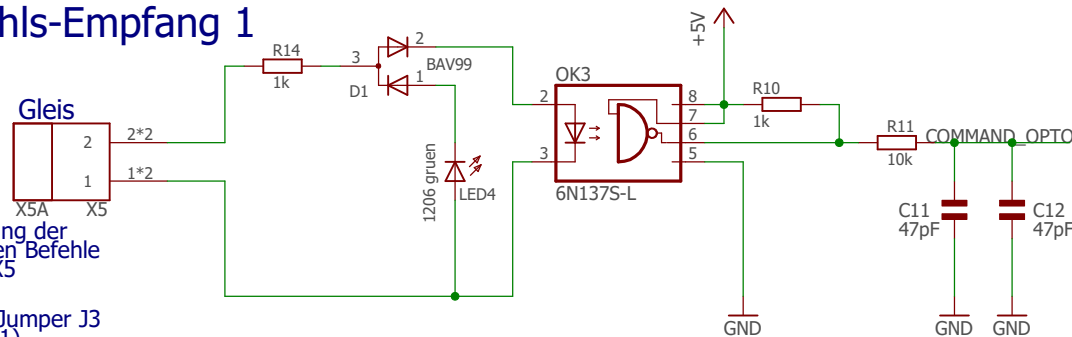 hls-Empfang 1
+5V
R14
1k
3
2
1
BAV99
D1
OK3
2
3
8
7
6
5
6N137S-L
R10
1k
R11
10k
COMMAND_OPTO
Gleis
2
1
2*2
1*2
X5A
X5
1206 gruen
LED4
C11
47pF
C12
47pF
ng der
en Befehle
X5
Jumper J3
GND
GND
GND